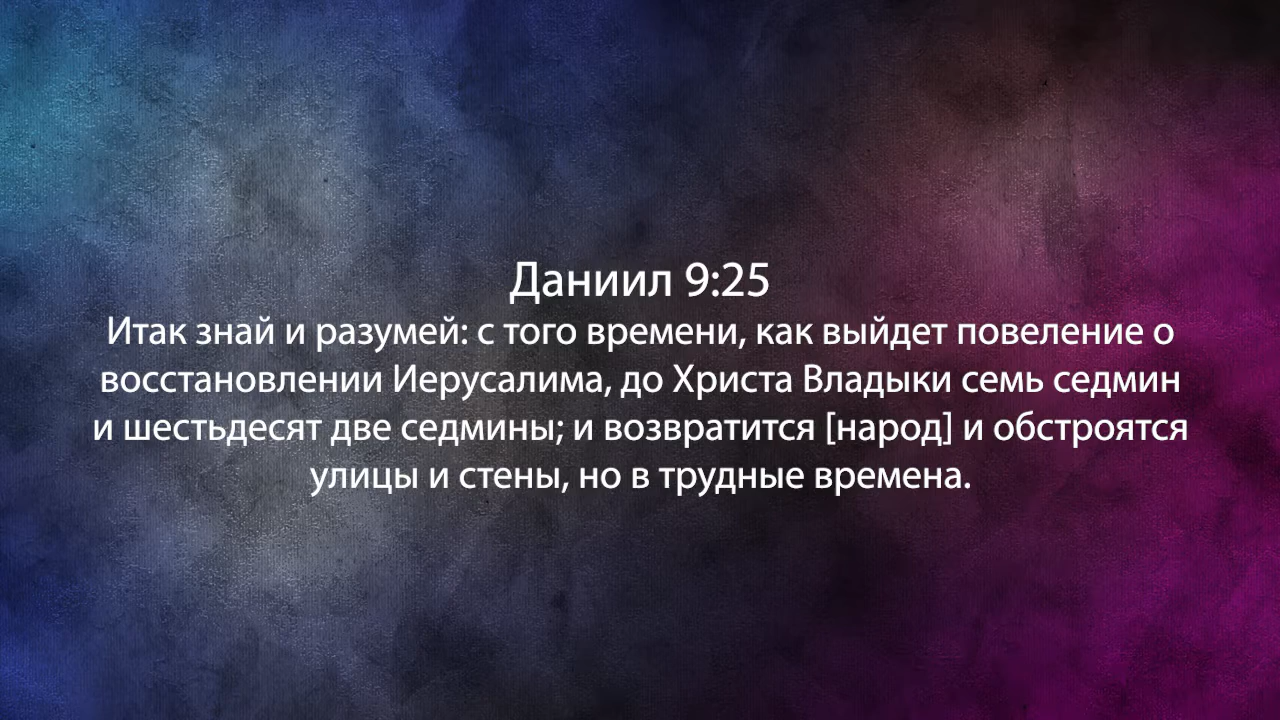 Даниил 9:25
Итак знай и разумей: с того времени, как выйдет повеление о
восстановлении Иерусалима, до Христа Владыки семь седмин
и шестьдесят две седмины; и возвратится [народ] и обстроятся
улицы и стены, но в трудные времена.